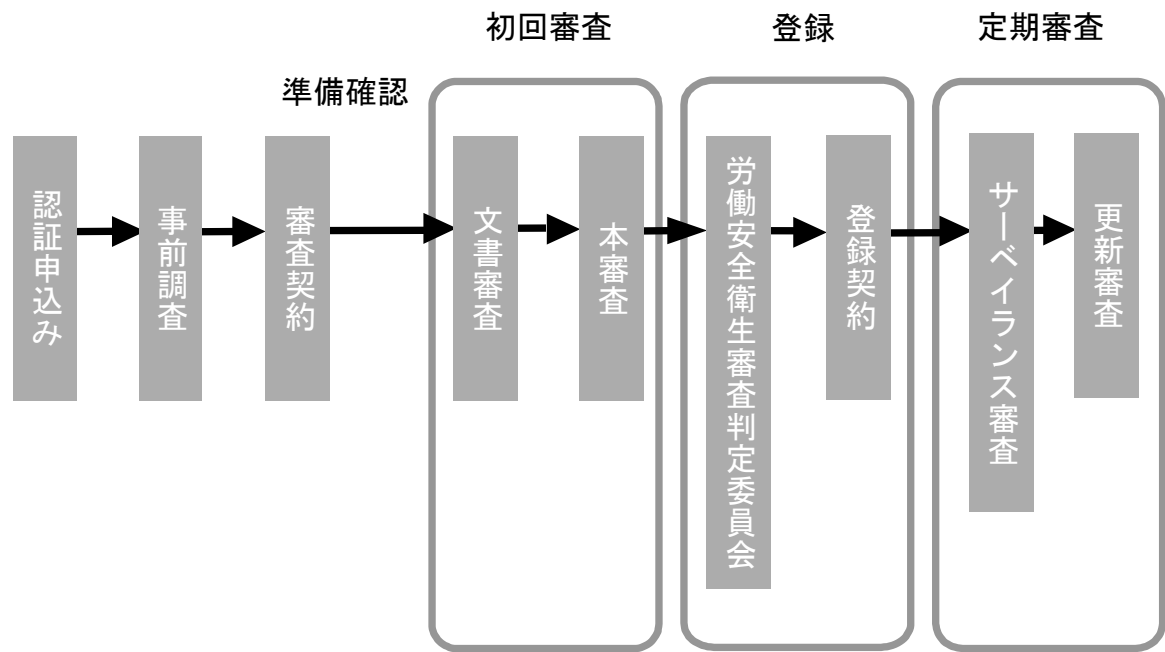 初回審査
登録
定期審査
準備確認
認証申込み
事前調査
審査契約
文書審査
本審査
労働安全衛生審査判定委員会
登録契約
サーベイランス審査
更新審査